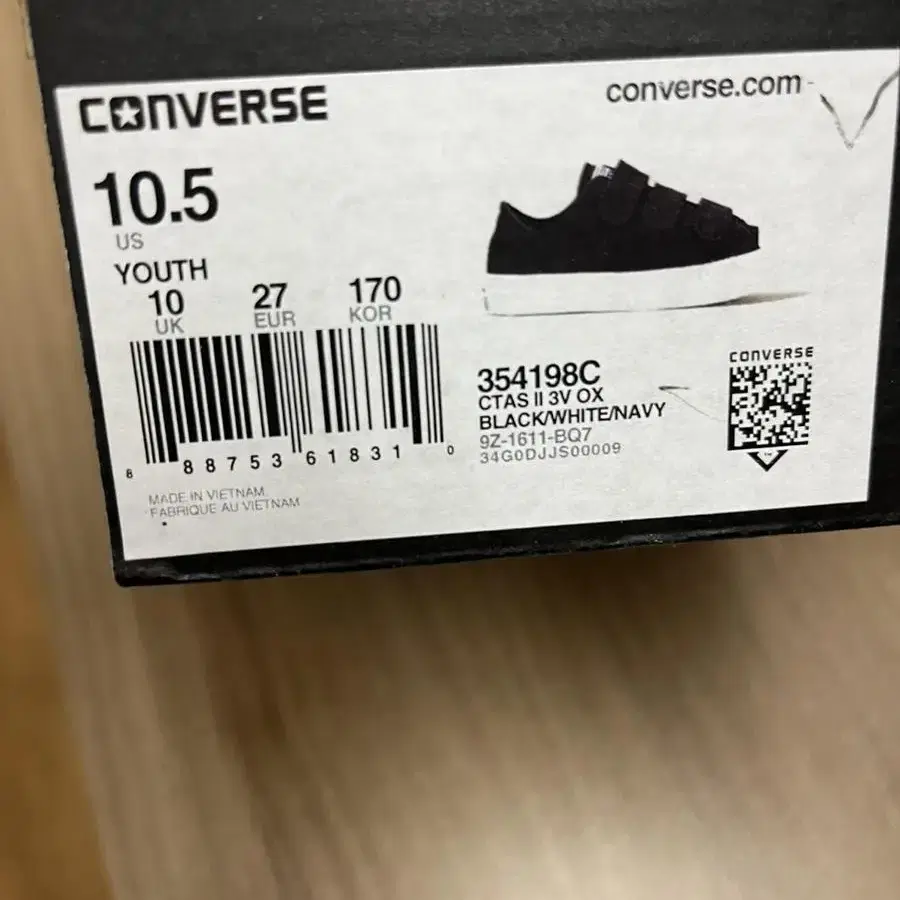 CONVERSE
converse.com
10.5
US
YOUTH
10 27 170
UK EUR KOR
8 88753 61831 0
MADE IN VIETNAM
FABRIQUE AU VIETNAM
354198C
CTAS II 3V OX
BLACK/WHITE/NAVY
9Z-1611-BQ7
34G0DJJS00009
CONVERSE